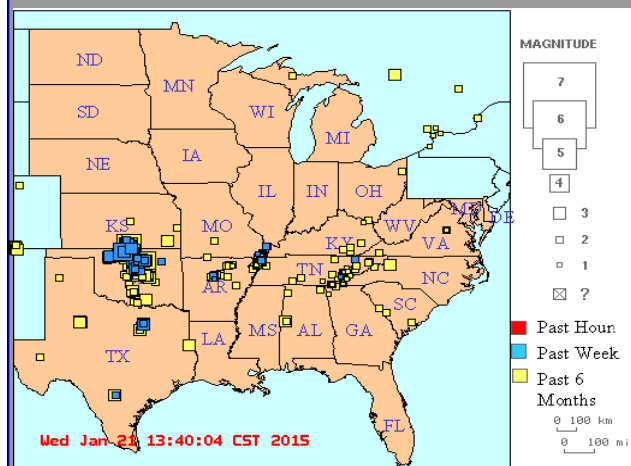 ND
MN
SD
WI
MI
NE
IA
IL
IN
OH
KS
MO
KY
WV
VA
DE
TN
NC
AR
SC
MS
AL
GA
LA
TX
FL
Wed Jan 21 13:40:04 CST 2015
MAGNITUDE
7
6
5
4
3
2
1
?
Past Hour
Past Week
Past 6
Months
0 100 km
0 100 mi